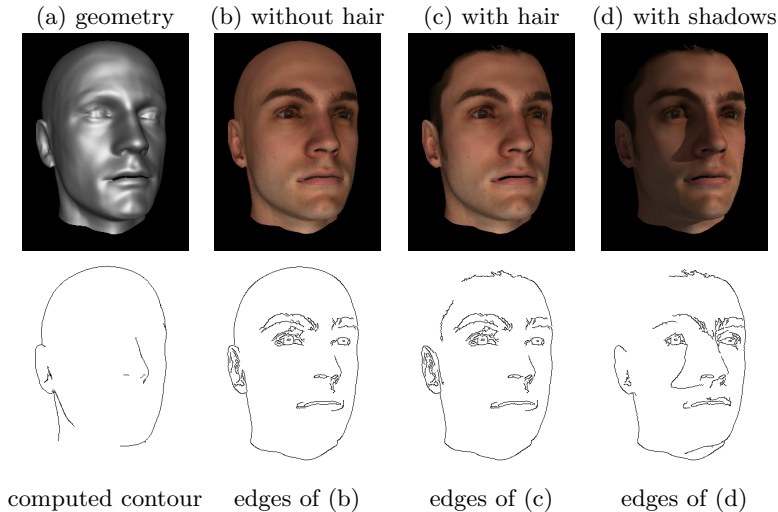 (a) geometry (b) without hair (c) with hair (d) with shadows
computed contour edges of (b) edges of (c) edges of (d)